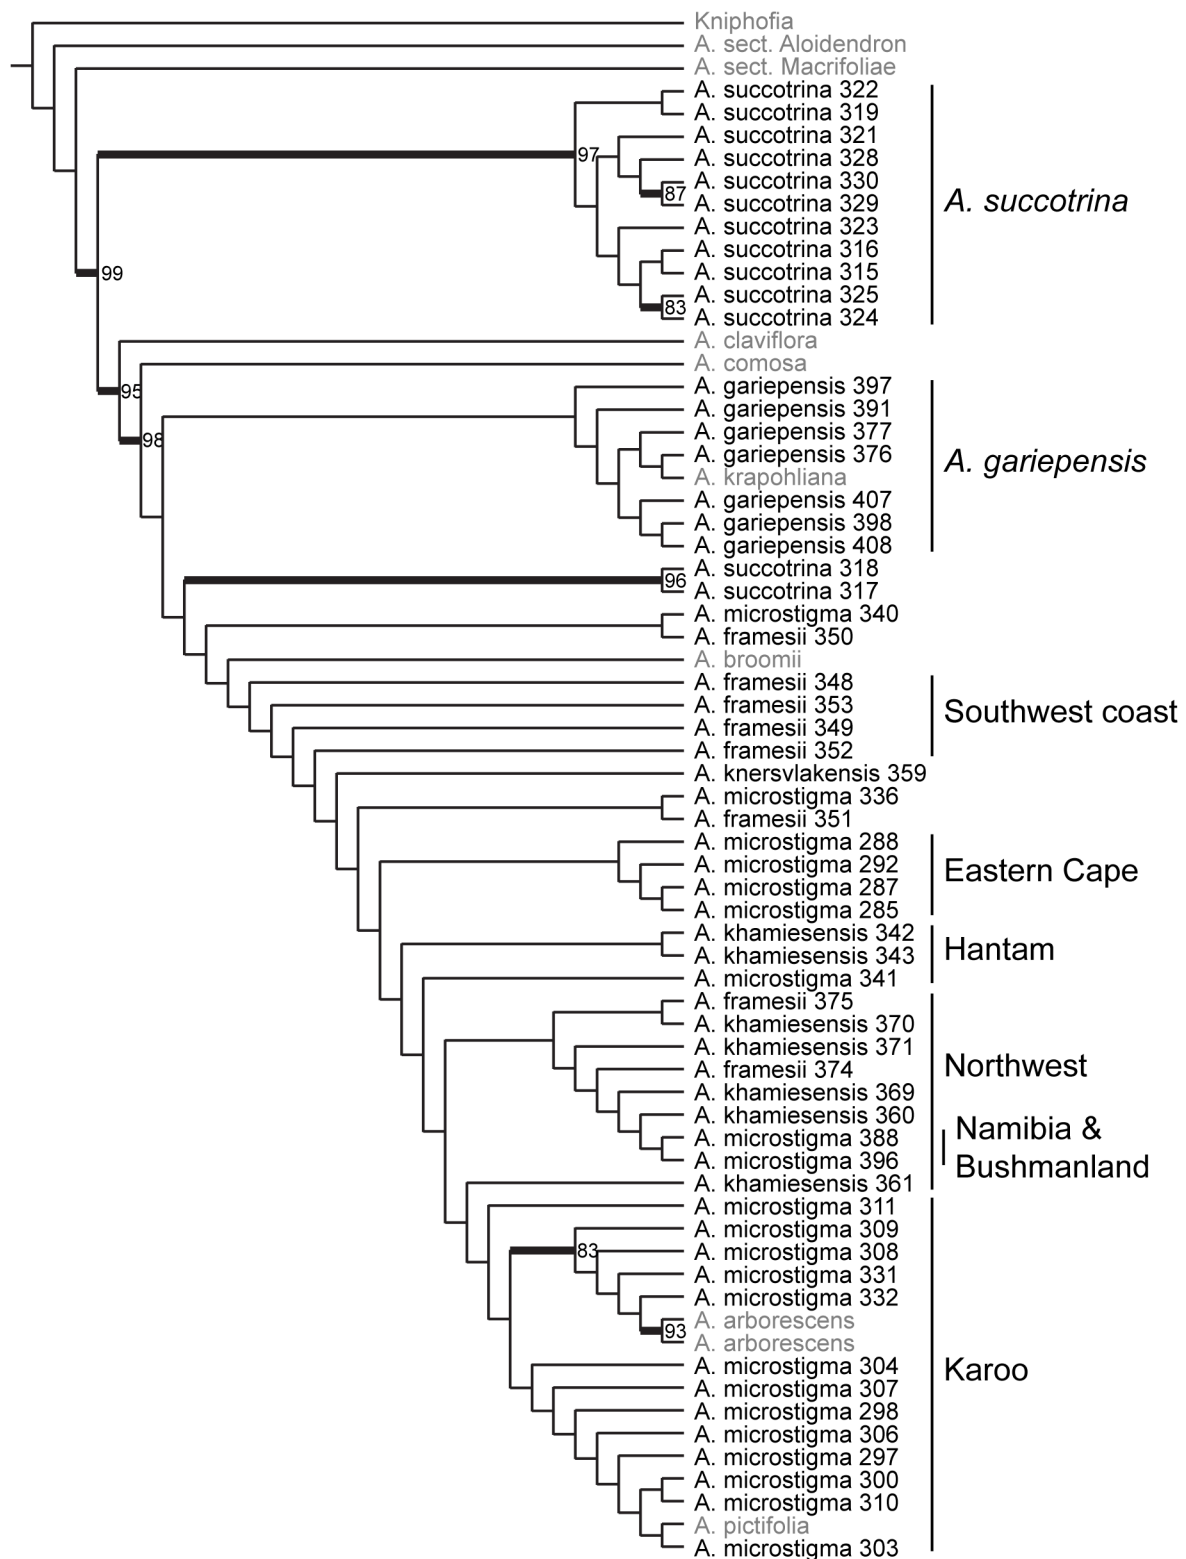 Kniphofia
A. sect. Aloidendron
A. sect. Macrifoliae
A. succotrina 322
A. succotrina 319
A. succotrina 321
97
A. succotrina 328
A. succotrina 330
87
A. succotrina 329
A. succotrina
A. succotrina 323
A. succotrina 316
A. succotrina 315
99
A. succotrina 325
83
A. succotrina 324
A. claviflora
A. comosa
A. gariepensis 397
95
A. gariepensis 391
A. gariepensis 377
98
A. gariepensis 376
A. gariepensis
A. krapohliana
A. gariepensis 407
A. gariepensis 398
A. gariepensis 408
A. succotrina 318
96
A. succotrina 317
A. microstigma 340
A. framesii 350
A. broomii
A. framesii 348
A. framesii 353
Southwest coast
A. framesii 349
A. framesii 352
A. knersvlakensis 359
A. microstigma 336
A. framesii 351
A. microstigma 288
A. microstigma 292
Eastern Cape
A. microstigma 287
A. microstigma 285
A. khamiesensis 342
Hantam
A. khamiesensis 343
A. microstigma 341
A. framesii 375
A. khamiesensis 370
A. khamiesensis 371
Northwest
A. framesii 374
A. khamiesensis 369
A. khamiesensis 360
Namibia &
A. microstigma 388
A. microstigma 396
Bushmanland
A. khamiesensis 361
A. microstigma 311
A. microstigma 309
83
A. microstigma 308
A. microstigma 331
A. microstigma 332
A. arborescens
93
A. arborescens
A. microstigma 304
Karoo
A. microstigma 307
A. microstigma 298
A. microstigma 306
A. microstigma 297
A. microstigma 300
A. microstigma 310
A. pictifolia
A. microstigma 303